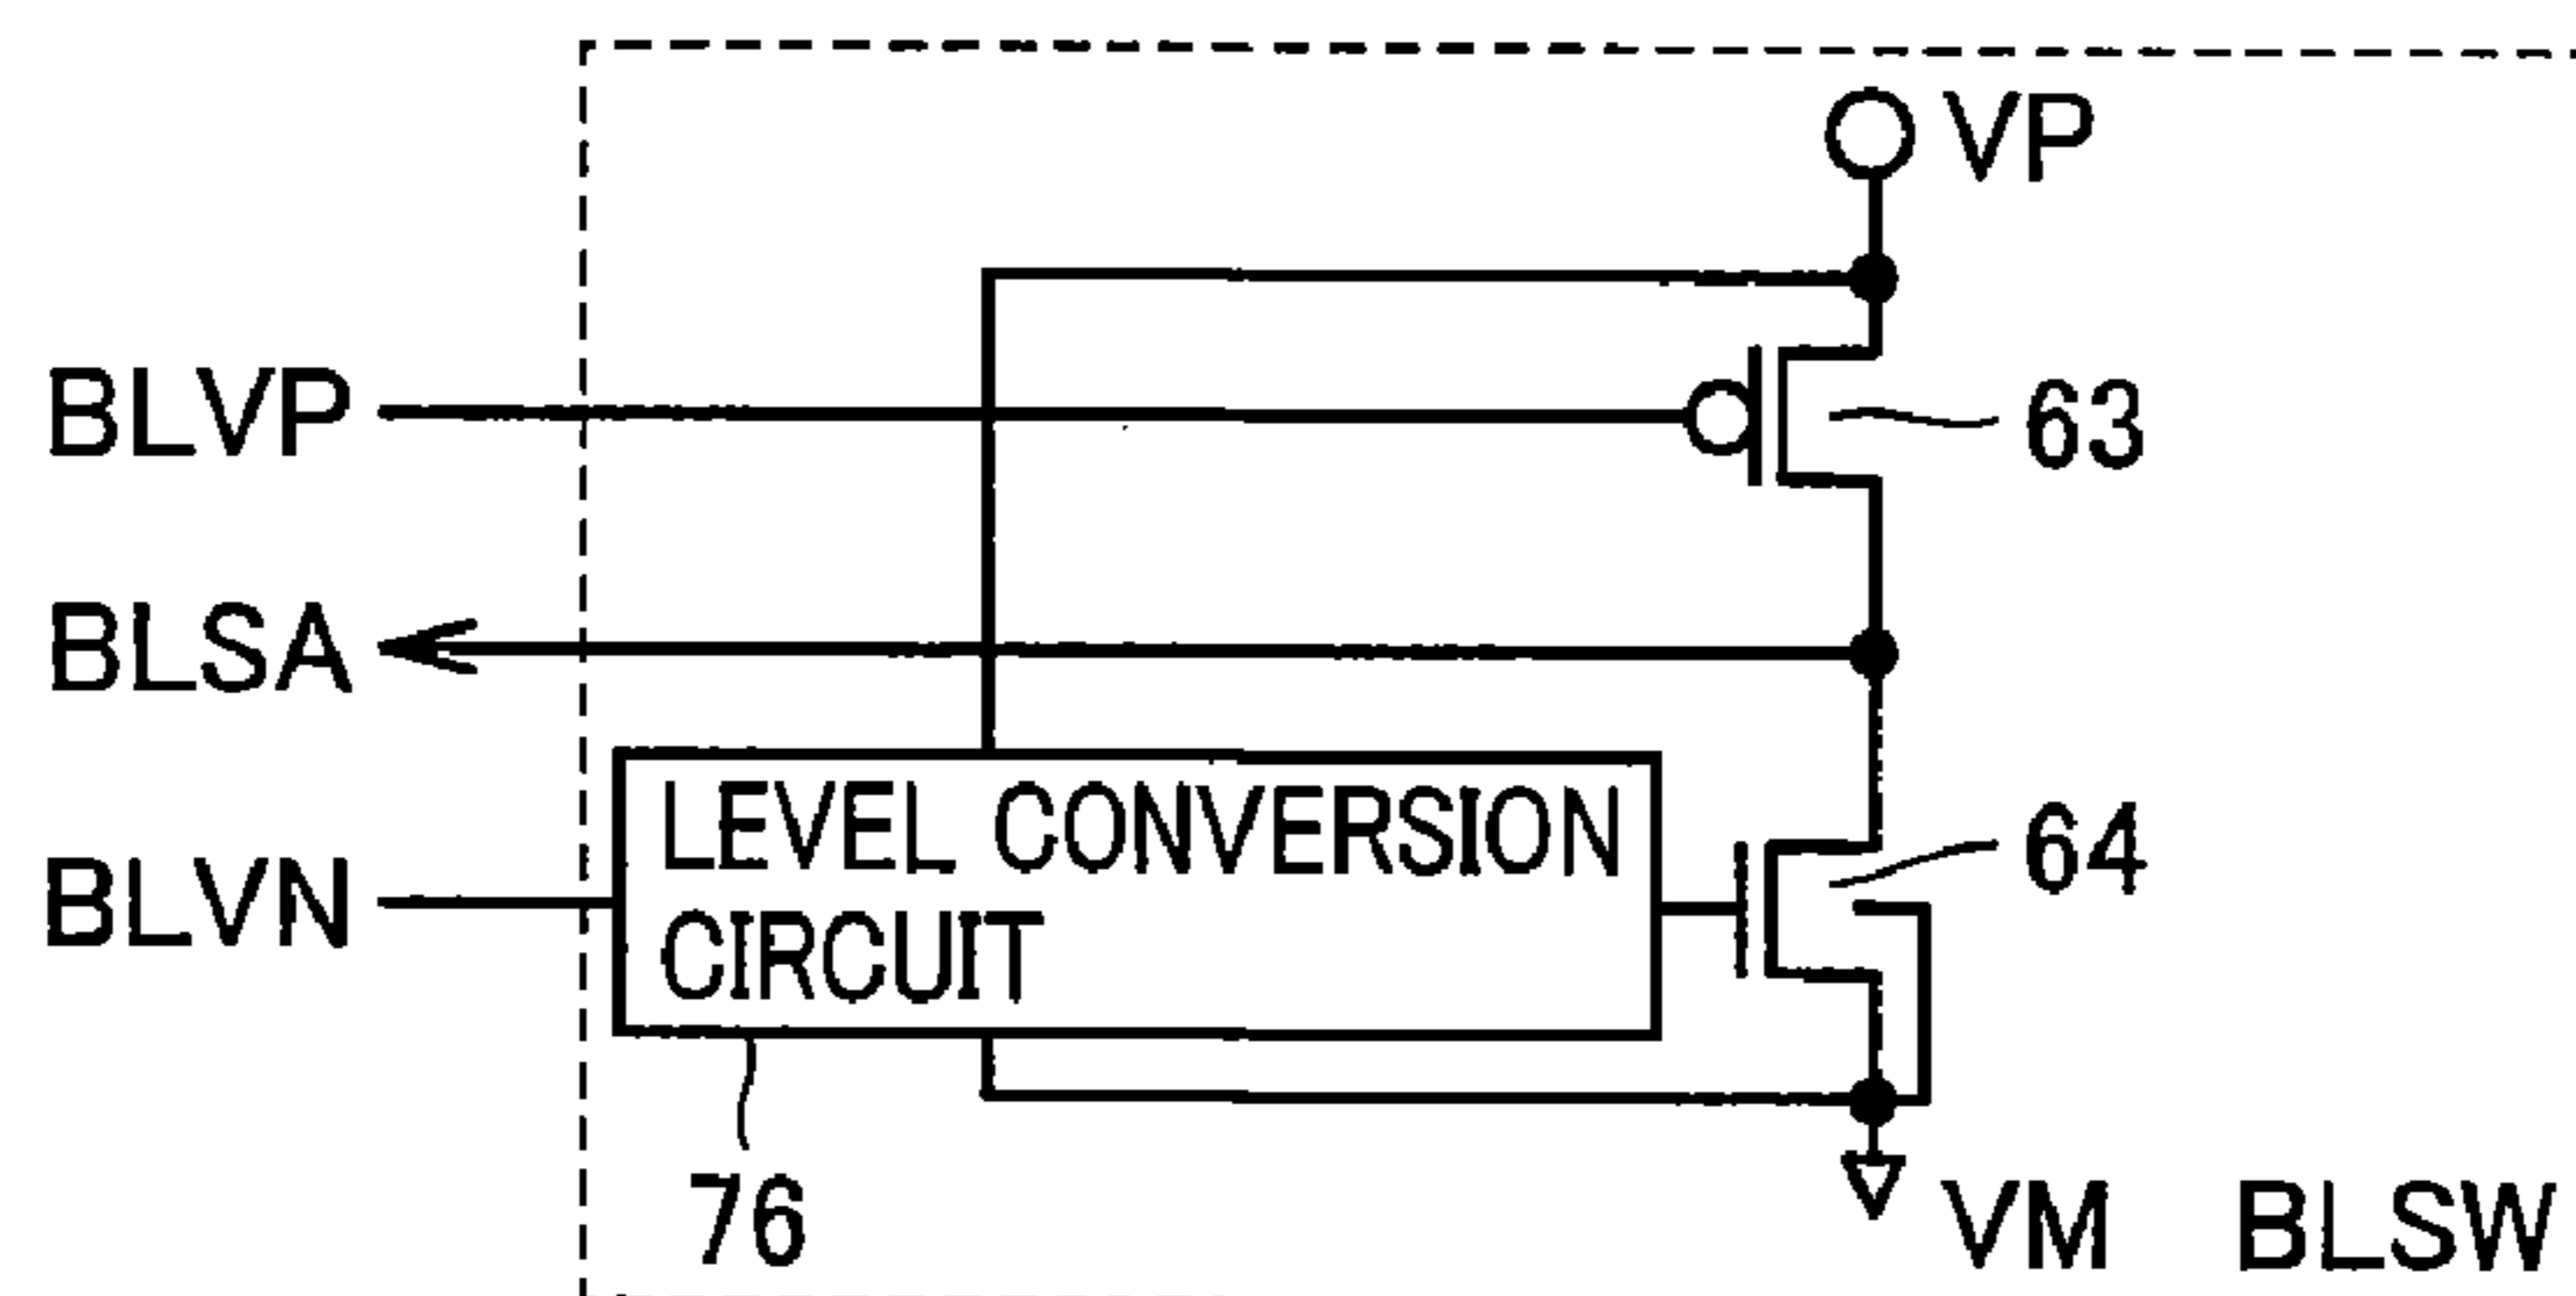 VP
BLVP
63
BLSA
LEVEL CONVERSION
CIRCUIT
BLVN
64
76
VM
BLSW